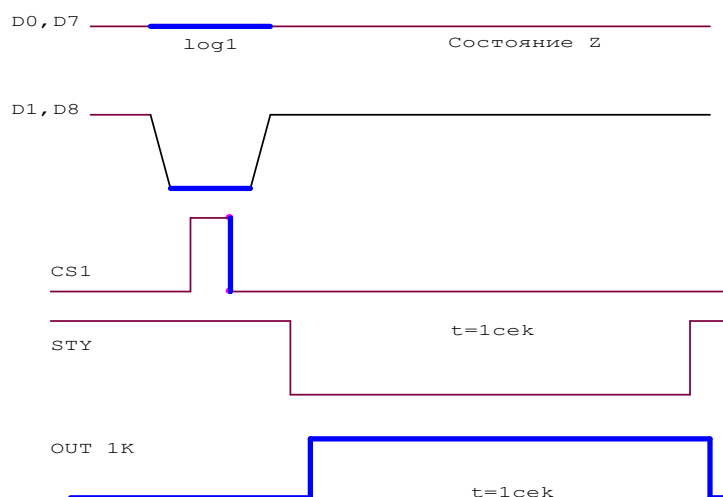 D0,D7
log1
Состояние Z
D1,D8
CS1
STY
t=1cek
OUT 1K
t=1cek